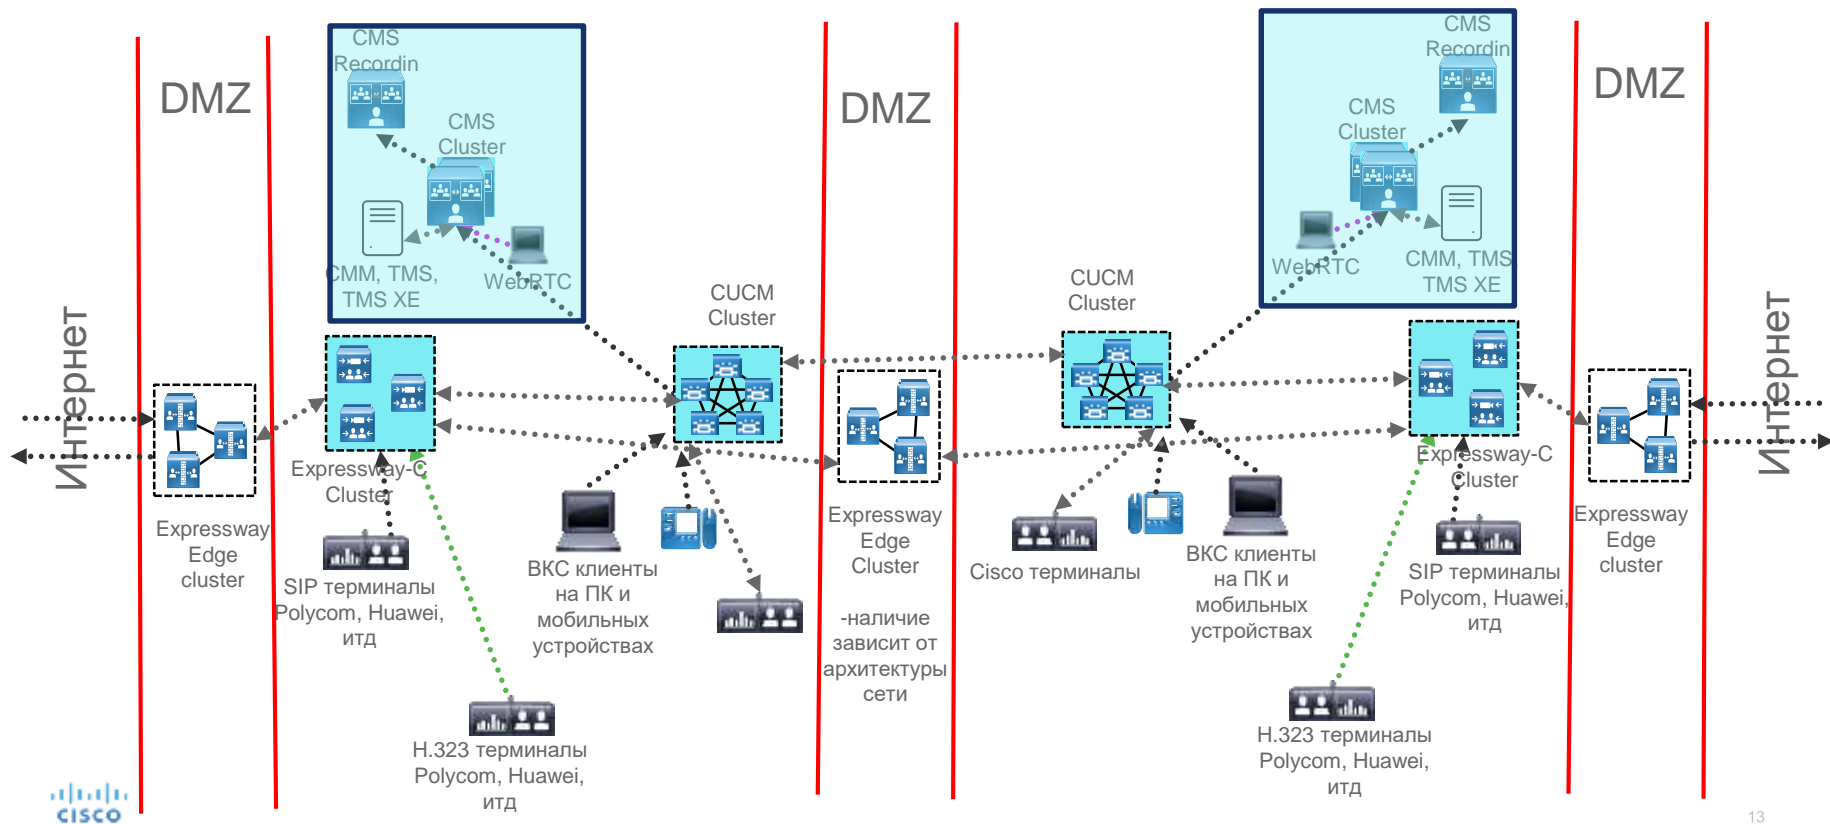 CMS
Recordin
DMZ
CMS
Cluster
CMM, TMS,
TMS XE
WebRTC
Интернет
Expressway
Edge
cluster
Expressway-C
Cluster
CUCM
Cluster
SIP терминалы
Polycom, Huawei,
итд
ВКС клиенты
на ПК и
мобильных
устройствах
H.323 терминалы
Polycom, Huawei,
итд
DMZ
Expressway
Edge
Cluster
-наличие
зависит от
архитектуры
сети
CUCM
Cluster
Cisco терминалы
ВКС клиенты
на ПК и
мобильных
устройствах
CMS
Recordin
CMS
Cluster
WebRTC
CMM, TMS,
TMS XE
Expressway-C
Cluster
SIP терминалы
Polycom, Huawei,
итд
H.323 терминалы
Polycom, Huawei,
итд
DMZ
Expressway
Edge
cluster
Интернет
CISCO
13